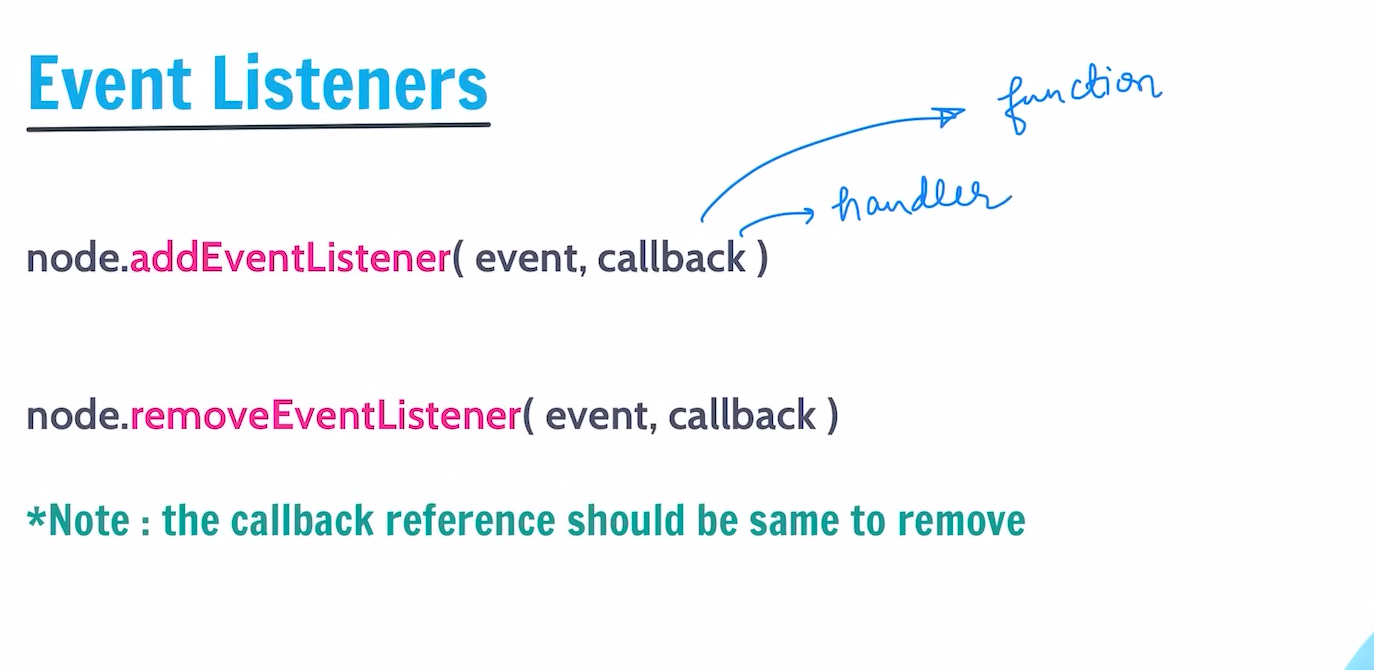 Event Listeners
function
handler
node.addEventListener( event, callback )
node.removeEventListener( event, callback )
*Note : the callback reference should be same to remove